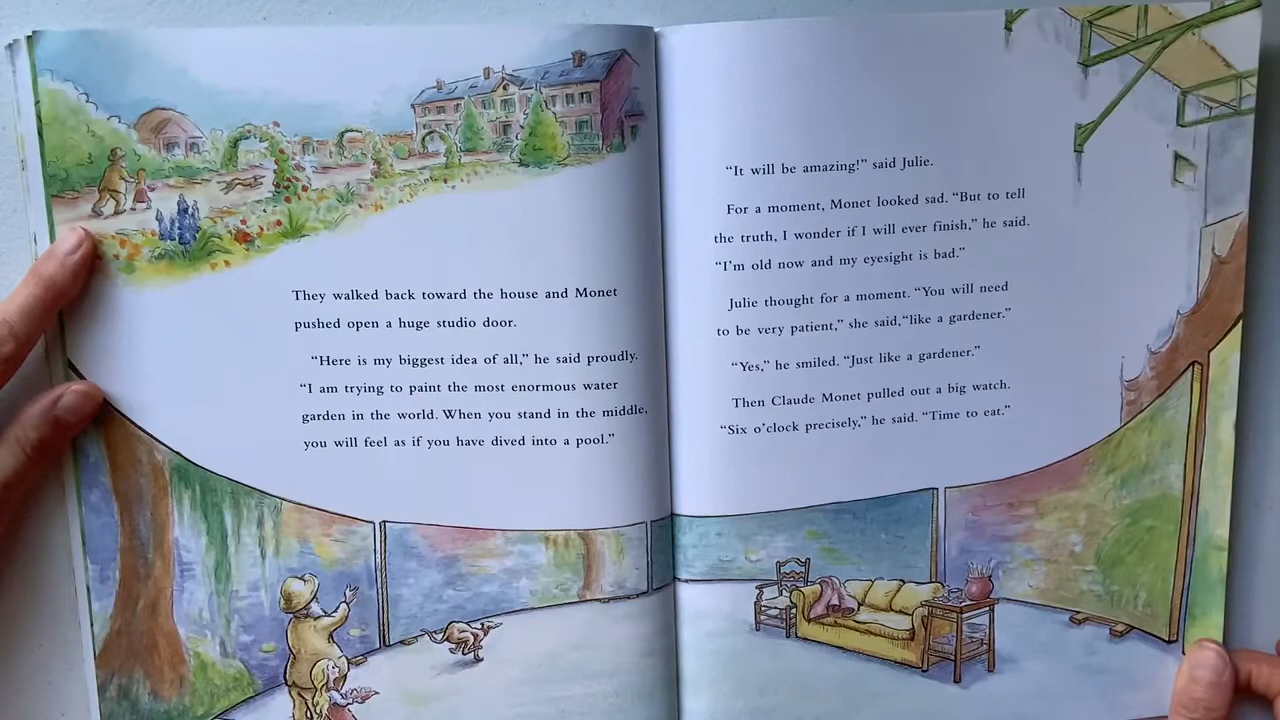 They walked back toward the house and Monet
pushed open a huge studio door.
“Here is my biggest idea of all,” he said proudly.
“I am trying to paint the most enormous water
garden in the world. When you stand in the middle,
you will feel as if you have dived into a pool.”
“It will be amazing!” said Julie.
For a moment, Monet looked sad. “But to tell
the truth, I wonder if I will ever finish,” he said.
“I’m old now and my eyesight is bad.”
Julie thought for a moment. “You will need
to be very patient,” she said,“like a gardener.”
“Yes,” he smiled. “Just like a gardener.”
Then Claude Monet pulled out a big watch.
“Six o’clock precisely,” he said. “Time to eat.”